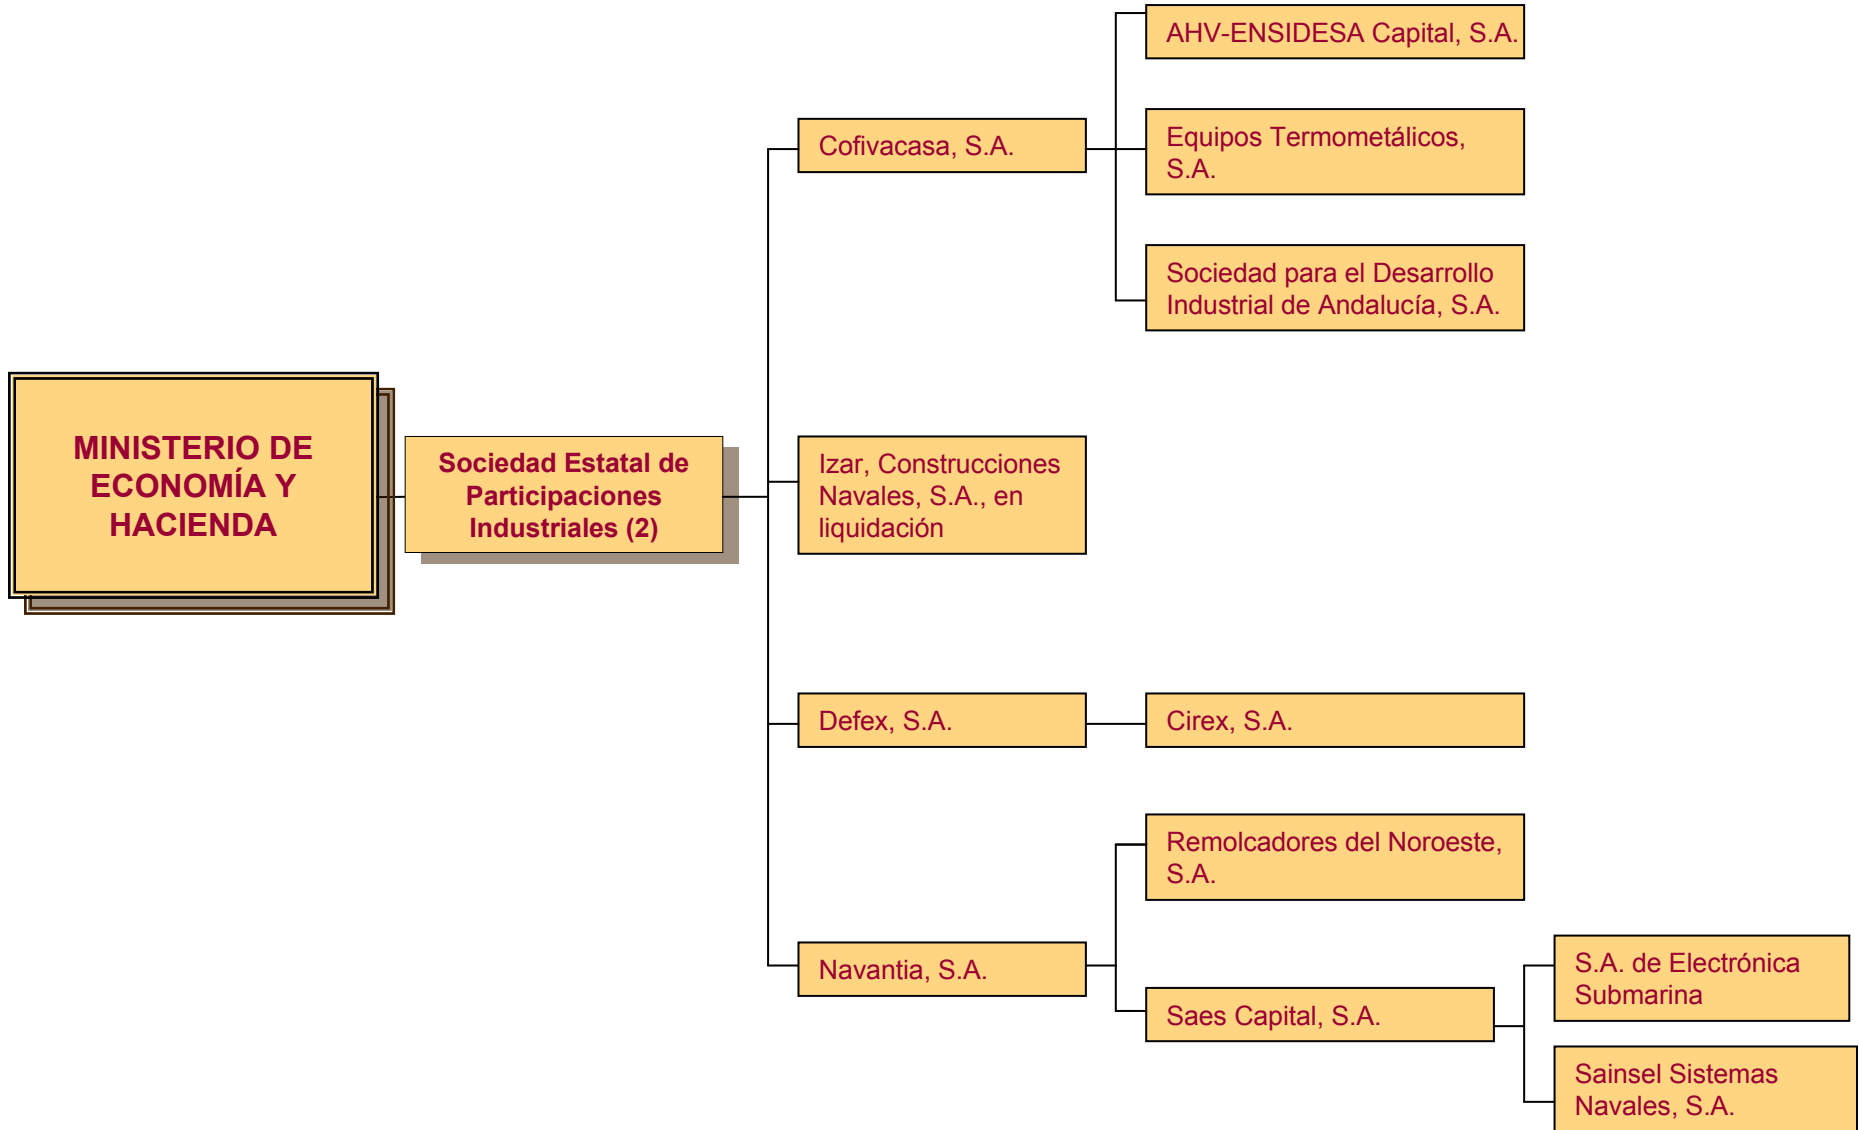 MINISTERIO DE
ECONOMÍA Y
HACIENDA
Sociedad Estatal de
Participaciones
Industriales (2)
Cofivacasa, S.A.
AHV-ENSIDESA Capital, S.A.
Equipos Termometálicos,
S.A.
Sociedad para el Desarrollo
Industrial de Andalucía, S.A.
Izar, Construcciones
Navales, S.A., en
liquidación
Defex, S.A.
Cirex, S.A.
Navantia, S.A.
Remolcadores del Noroeste,
S.A.
Saes Capital, S.A.
S.A. de Electrónica
Submarina
Sainsel Sistemas
Navales, S.A.